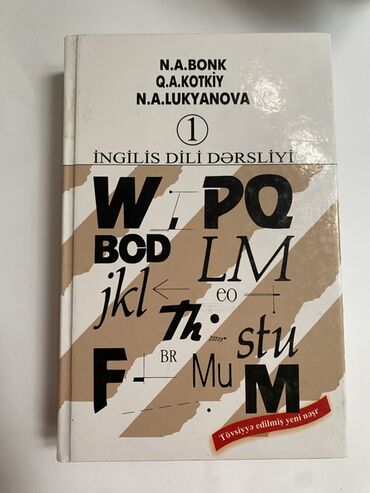 N.A.BONK
Q.A.KOTKİY
N.A.LUKYANOVA
1
İNGİLİS DİLİ DƏRSLİYİ
W , PQ
BCD
LM
jkl
eo
Th
stu
F
BR
Mu
M
Tövsiyyə edilmiş yeni nəşr